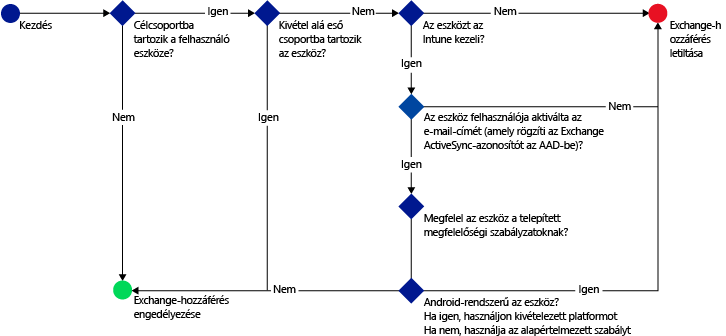 Kezdés
Célcsoportba
tartozik a felhasználó
eszköze?
Igen
Kivétel alá eső
csoportba tartozik
az eszköz?
Nem
Az eszközt az
Intune kezeli?
Nem
Exchange-h
ozzáférés
letiltása
Igen
Nem
Igen
Az eszköz felhasználója aktiválta az
e-mail-címét (amely rögzíti az Exchange
ActiveSync-azonosítót az AAD-be)?
Nem
Igen
Megfelel az eszköz a telepített
megfelelőségi szabályzatoknak?
Nem
Igen
Exchange-hozzáférés
engedélyezése
Android-rendszerű az eszköz?
Ha igen, használjon kivételezett platformot
Ha nem, használja az alapértelmezett szabályt